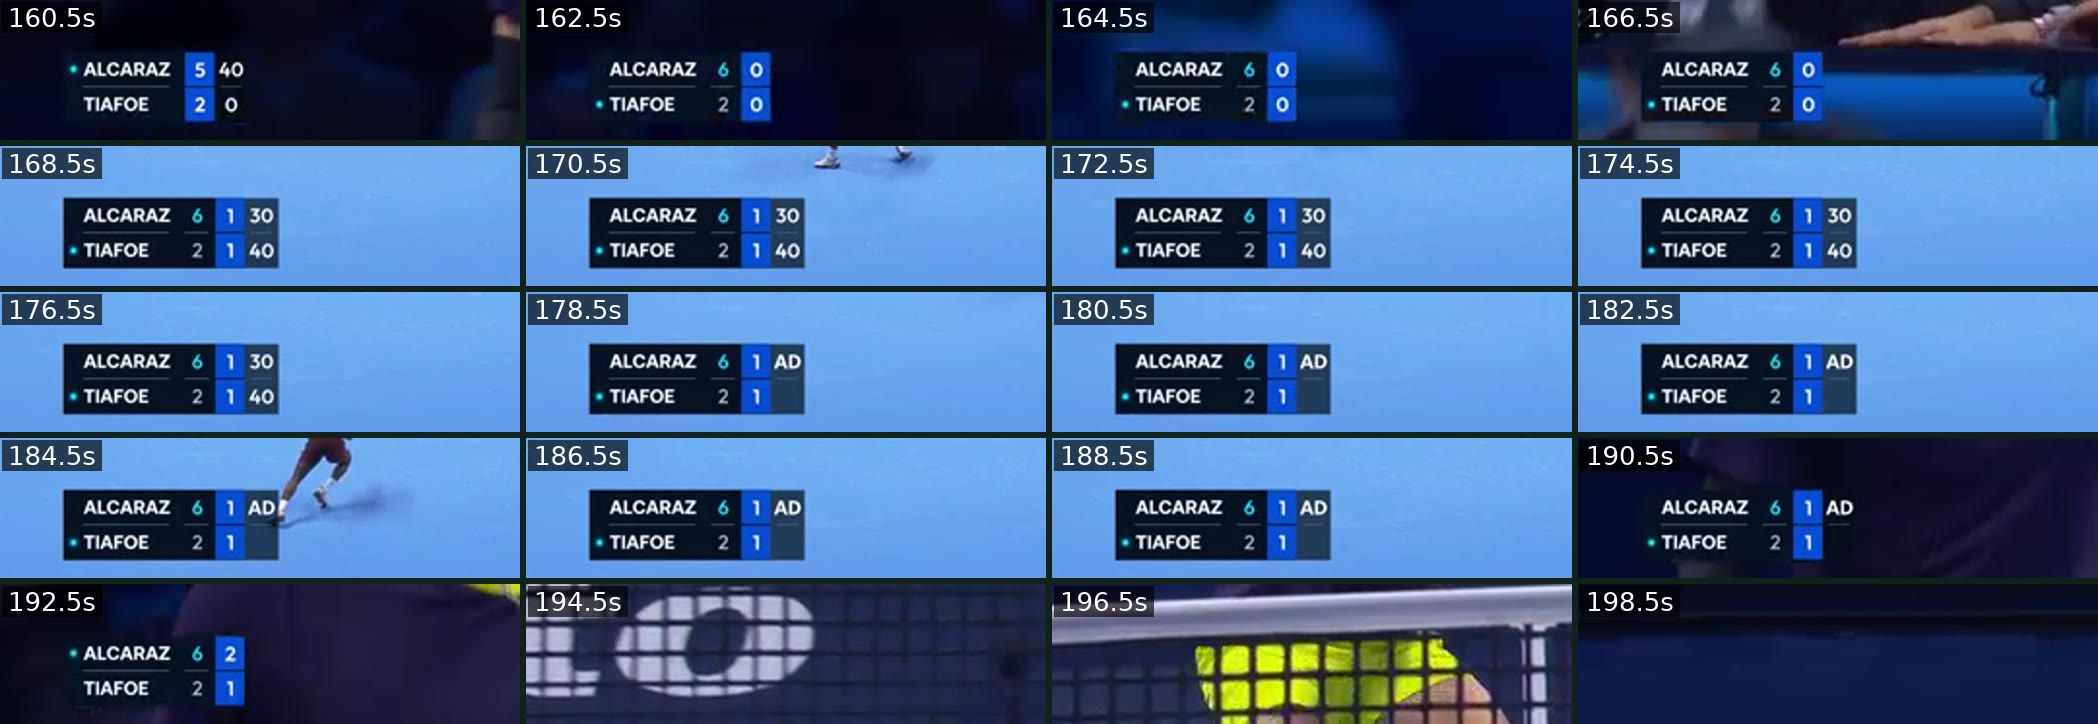 160.5s
ALCARAZ 5 40
TIAFOE 2 0
162.5s
ALCARAZ 6 0
TIAFOE 2 0
164.5s
ALCARAZ 6 0
TIAFOE 2 0
166.5s
ALCARAZ 6 0
TIAFOE 2 0
168.5s
ALCARAZ 6 1 30
TIAFOE 2 1 40
170.5s
ALCARAZ 6 1 30
TIAFOE 2 1 40
172.5s
ALCARAZ 6 1 30
TIAFOE 2 1 40
174.5s
ALCARAZ 6 1 30
TIAFOE 2 1 40
176.5s
ALCARAZ 6 1 30
TIAFOE 2 1 40
178.5s
ALCARAZ 6 1 AD
TIAFOE 2 1
180.5s
ALCARAZ 6 1 AD
TIAFOE 2 1
182.5s
ALCARAZ 6 1 AD
TIAFOE 2 1
184.5s
ALCARAZ 6 1 AD
TIAFOE 2 1
186.5s
ALCARAZ 6 1 AD
TIAFOE 2 1
188.5s
ALCARAZ 6 1 AD
TIAFOE 2 1
190.5s
ALCARAZ 6 1 AD
TIAFOE 2 1
192.5s
ALCARAZ 6 2
TIAFOE 2 1
194.5s
196.5s
198.5s